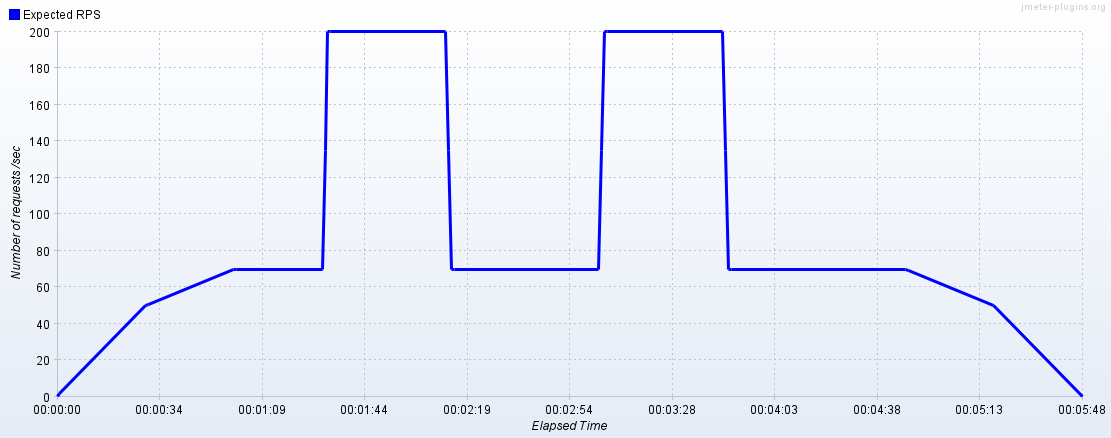 Expected RPS
jmeter-plugins.org
200
180
160
140
120
100
80
60
40
20
0
Number of requests /sec
00:00:00 00:00:34 00:01:09 00:01:44 00:02:19 00:02:54 00:03:28 00:04:03 00:04:38 00:05:13 00:05:48
Elapsed Time